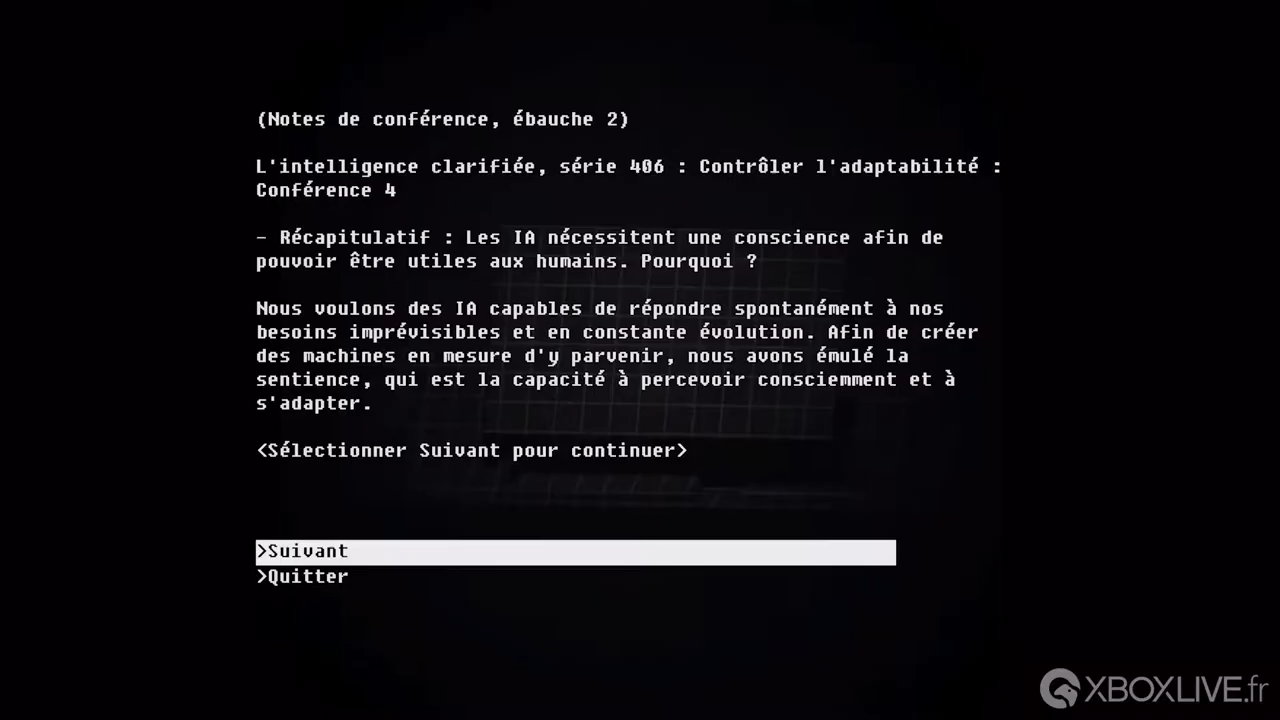 (Notes de conférence, ébauche 2)
L'intelligence clarifiée, série 406 : Contrôler l'adaptabilité :
Conférence 4
- Récapitulatif : Les IA nécessitent une conscience afin de
pouvoir être utiles aux humains. Pourquoi ?
Nous voulons des IA capables de répondre spontanément à nos
besoins imprévisibles et en constante évolution. Afin de créer
des machines en mesure d'y parvenir, nous avons émulé la
sentience, qui est la capacité à percevoir consciemment et à
s'adapter.
<Sélectionner Suivant pour continuer>
>Suivant
>Quitter
XBOXLIVE.fr